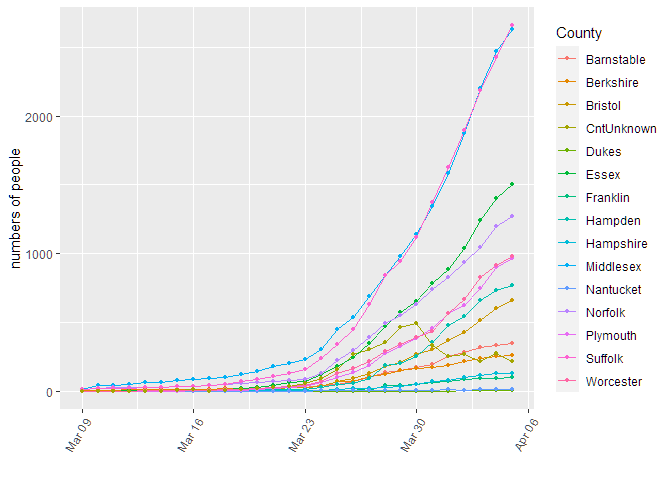 County
Barnstable
Berkshire
Bristol
CntUnknown
Dukes
Essex
Franklin
Hampden
Hampshire
Middlesex
Nantucket
Norfolk
Plymouth
Suffolk
Worcester
numbers of people
2000
1000
0
Mar 09
Mar 16
Mar 23
Mar 30
Apr 06